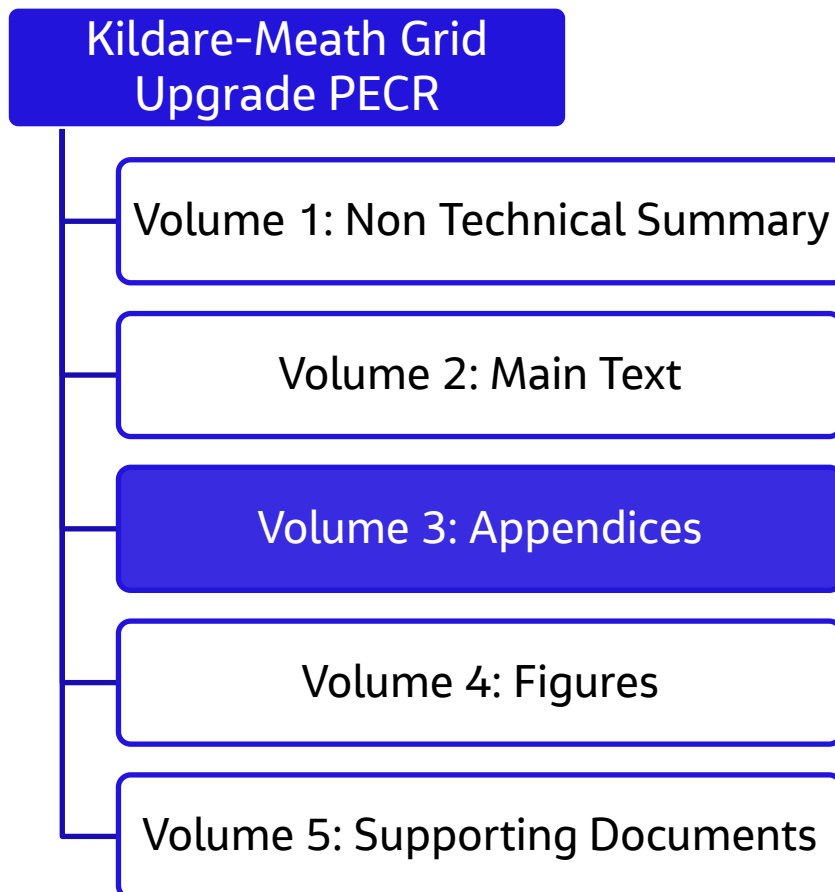 Kildare-Meath Grid
Upgrade PECR
Volume 1: Non Technical Summary
Volume 2: Main Text
Volume 3: Appendices
Volume 4: Figures
Volume 5: Supporting Documents